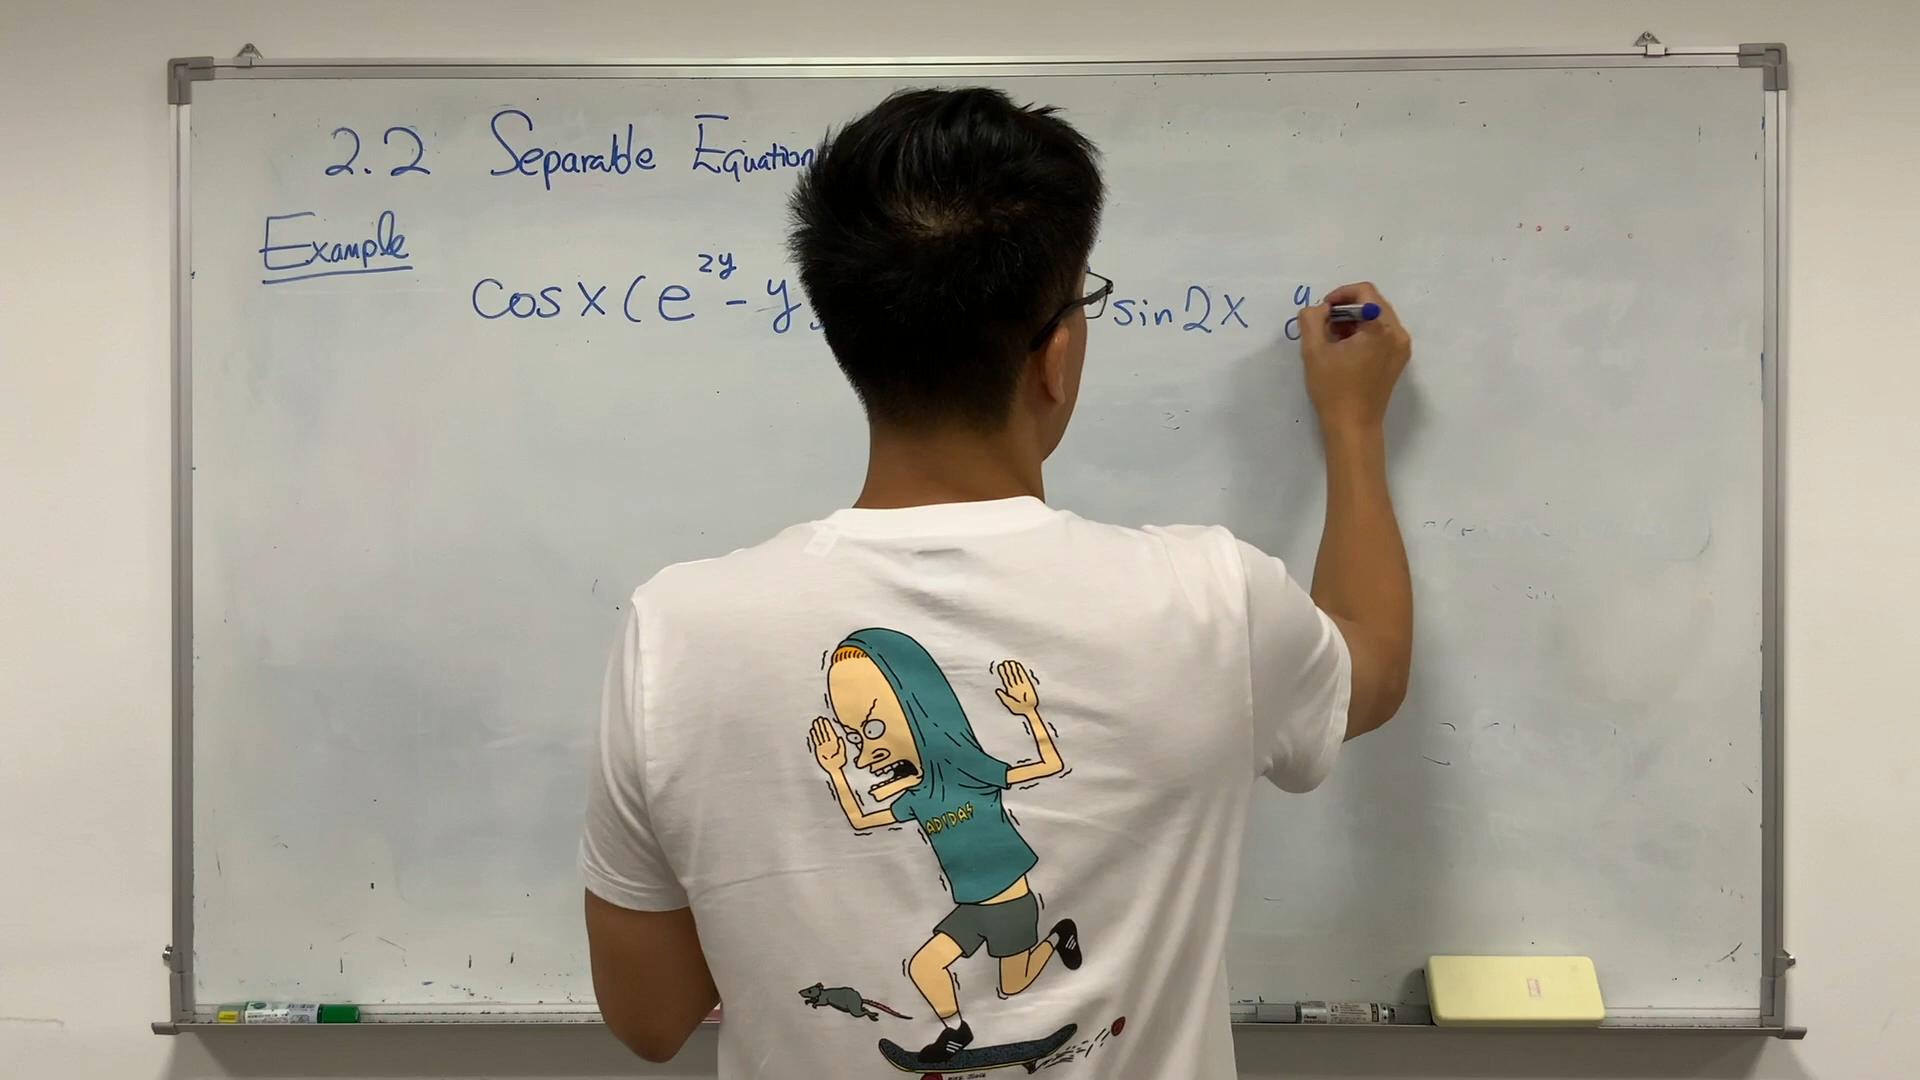 2.2 Separable Equation
Example
cos x (e^{2y} - y
sin 2x y
ADIDAS